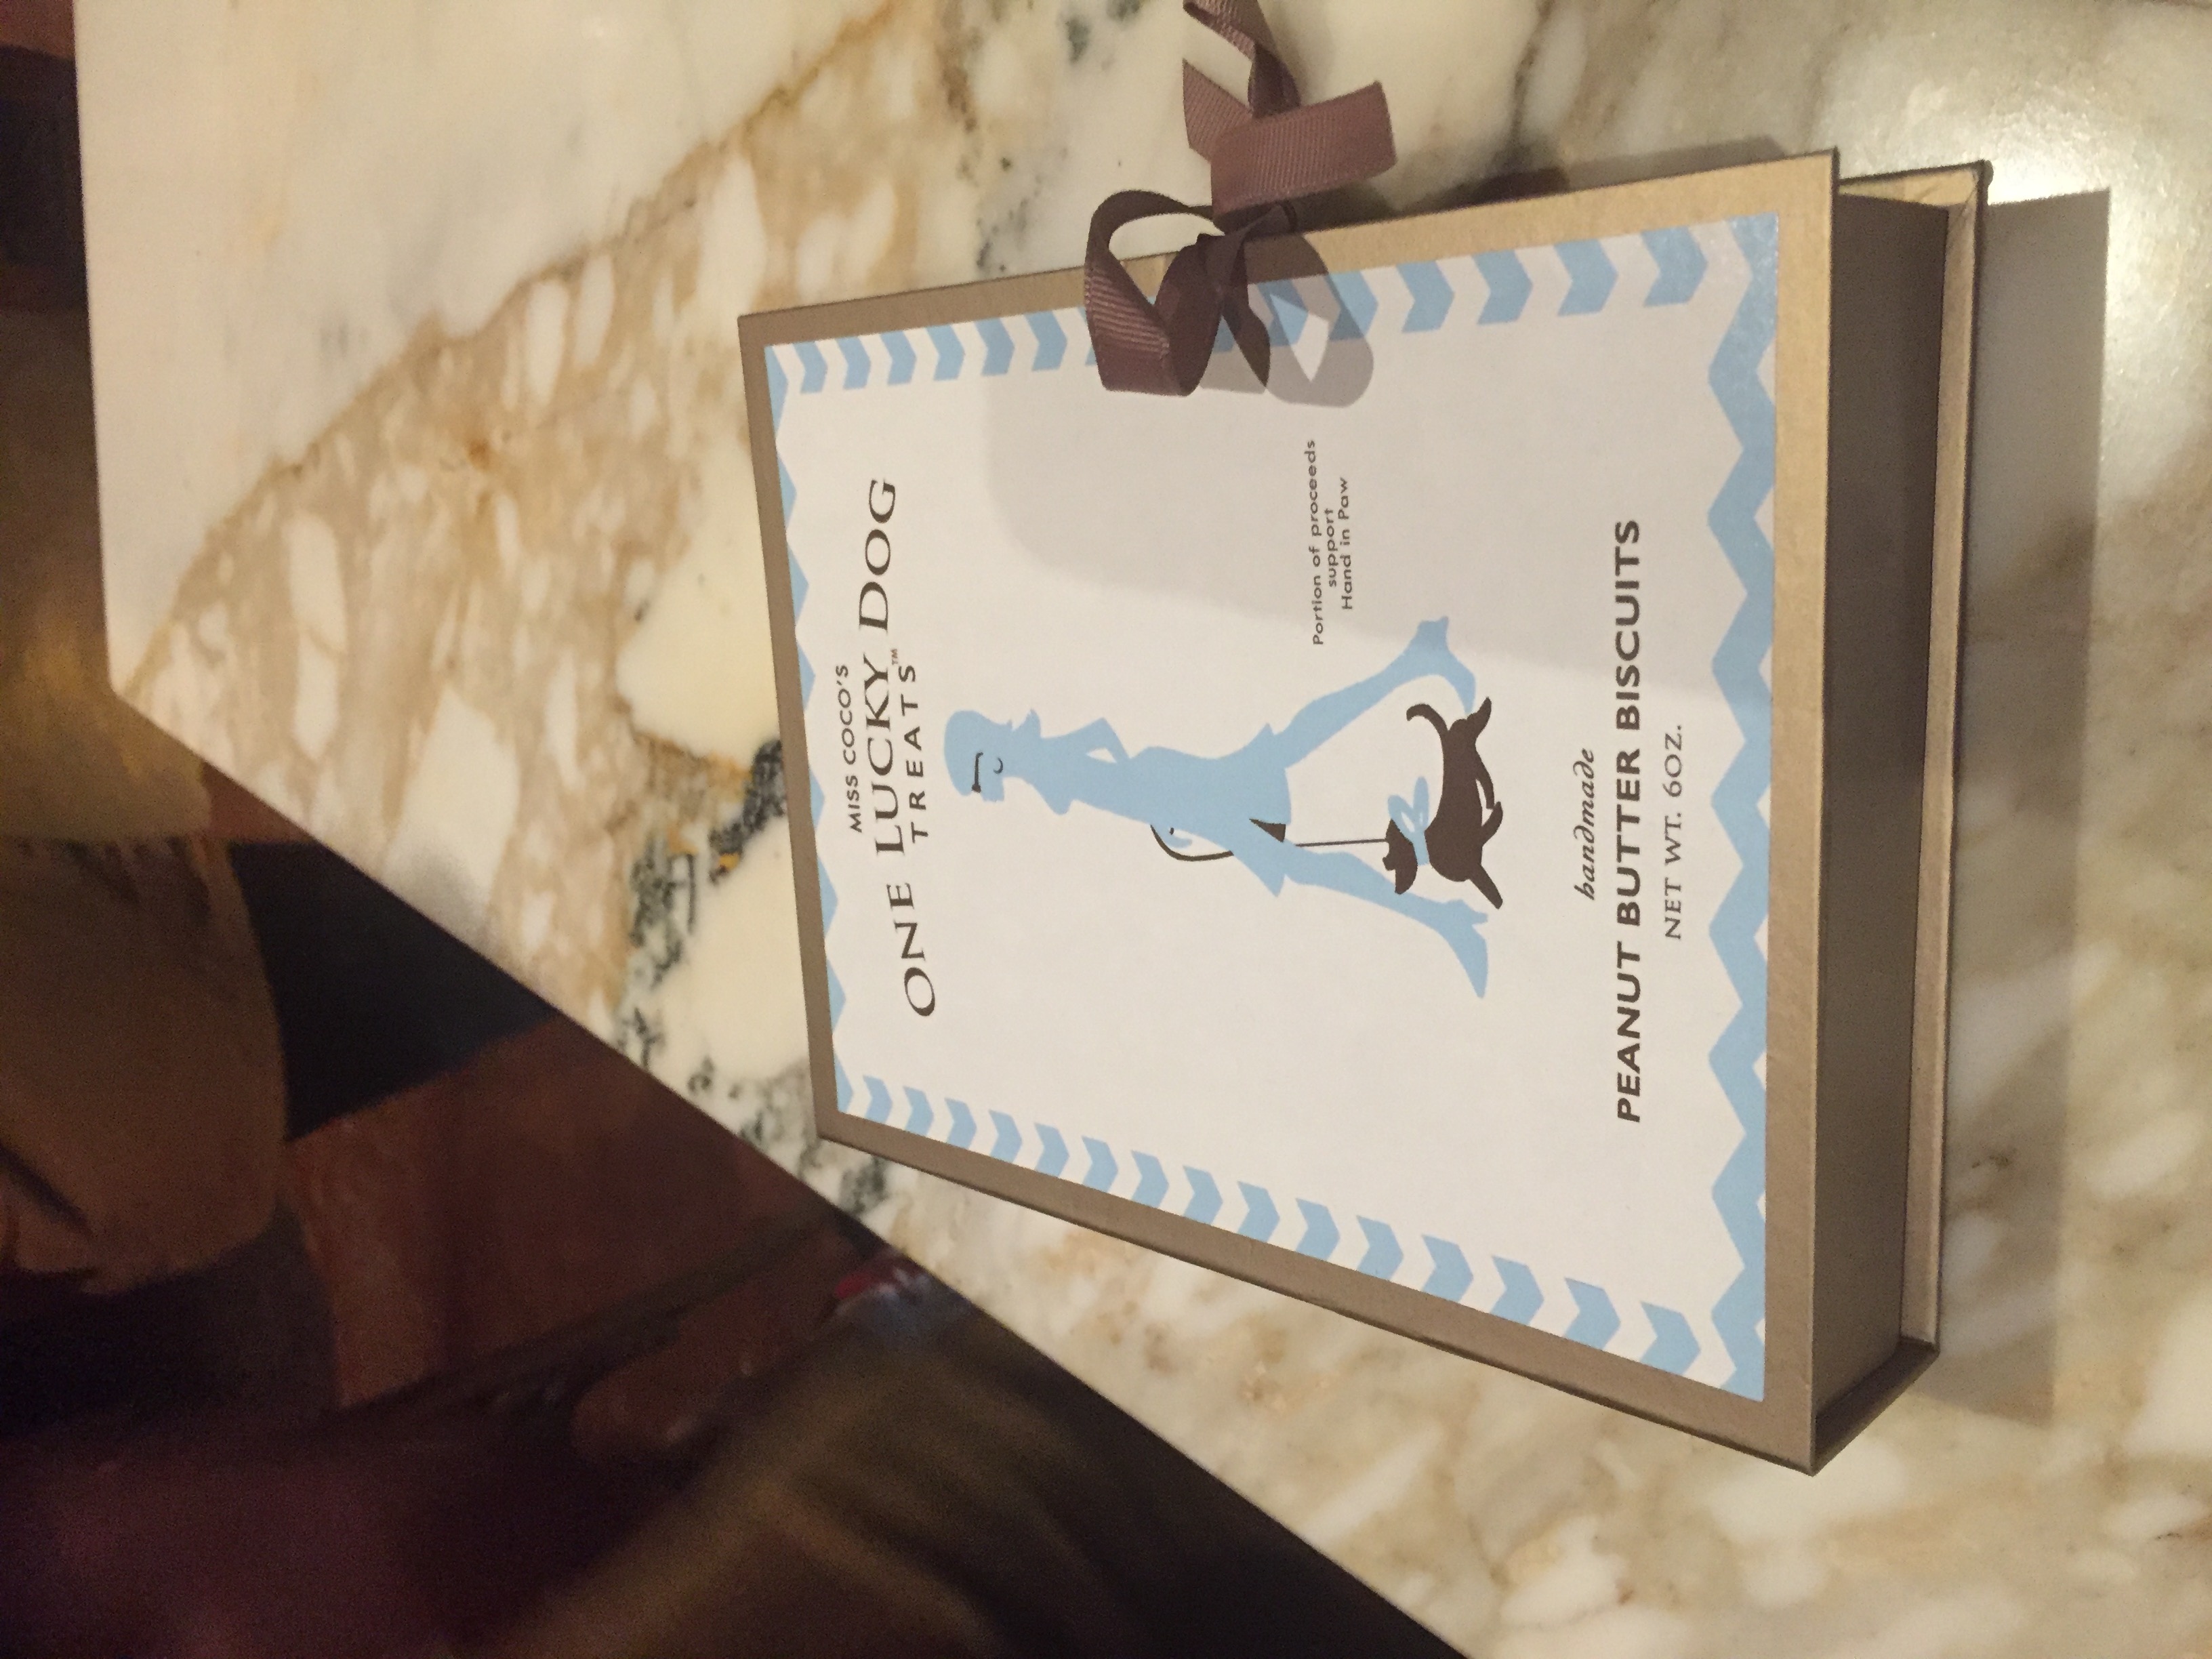 MISS COCO'S
ONE LUCKY DOG
TREATS™
Portion of proceeds
support
Hand in Paw
handmade
PEANUT BUTTER BISCUITS
NET WT. 6OZ.